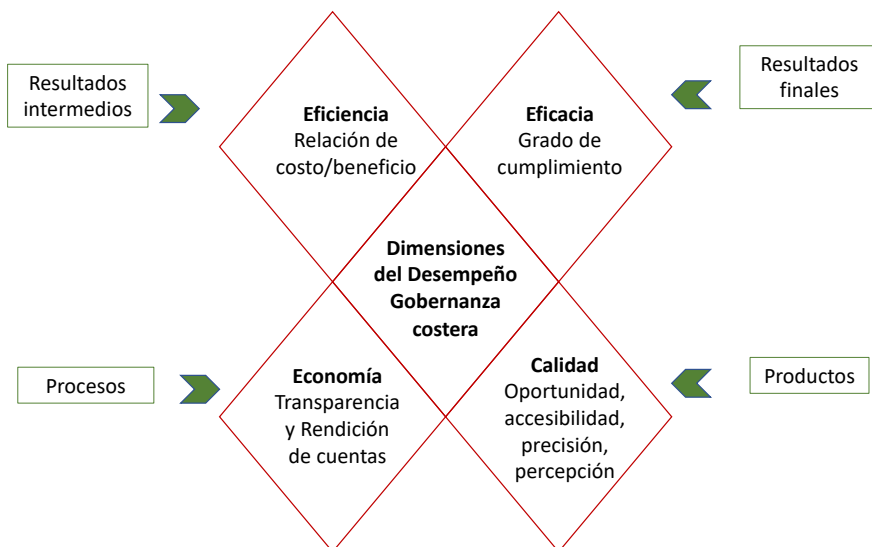 Resultados
intermedios
Eficiencia
Relación de
costo/beneficio
Eficacia
Grado de
cumplimiento
Resultados
finales
Dimensiones
del Desempeño
Gobernanza
costera
Procesos
Economía
Transparencia
y Rendición
de cuentas
Calidad
Oportunidad,
accesibilidad,
precisión,
percepción
Productos